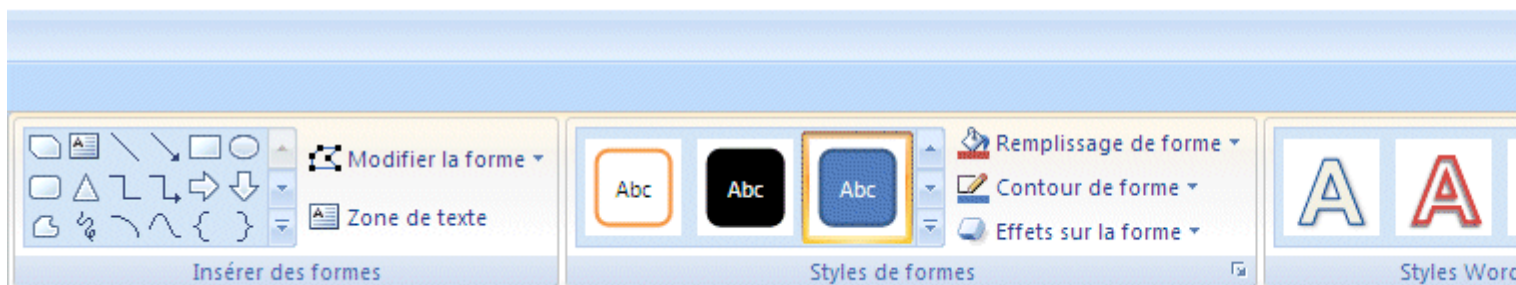 Modifier la forme
Zone de texte
Insérer des formes
Abc Abc Abc
Remplissage de forme
Contour de forme
Effets sur la forme
Styles de formes
A A
Styles Word